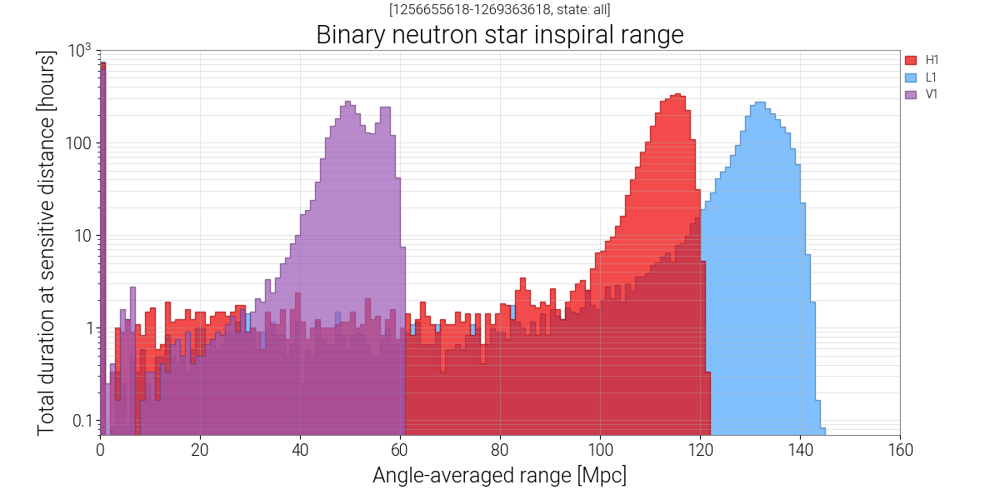 [1256655618-1269363618, state: all]
Binary neutron star inspiral range
Total duration at sensitive distance [hours]
10³
100
10
1
0.1
0
20
40
60
80
100
120
140
160
Angle-averaged range [Mpc]
H1
L1
V1